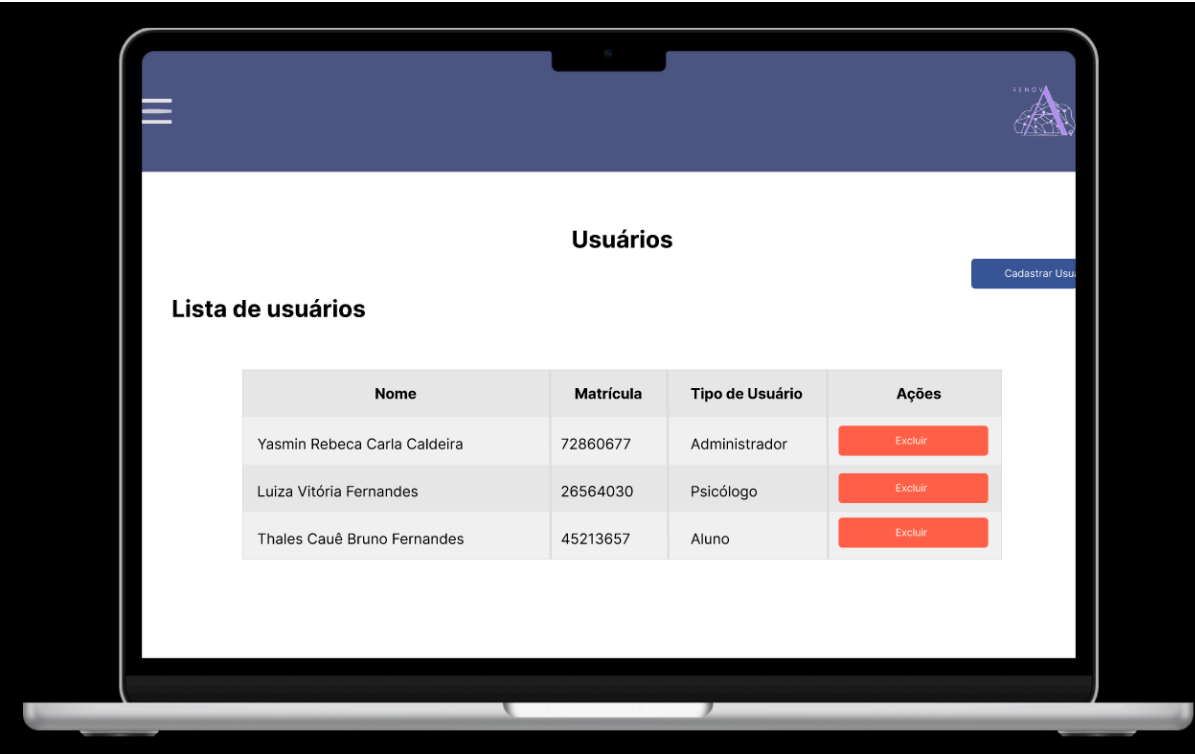 FENOV
Usuários
Cadastrar
Lista de usuários
Nome Matrícula Tipo de Usuário Ações
Yasmin Rebeca Carla Caldeira 72860677 Administrador Excluir
Luiza Vitória Fernandes 26564030 Psicólogo Excluir
Thales Cauê Bruno Fernandes 45213657 Aluno Excluir